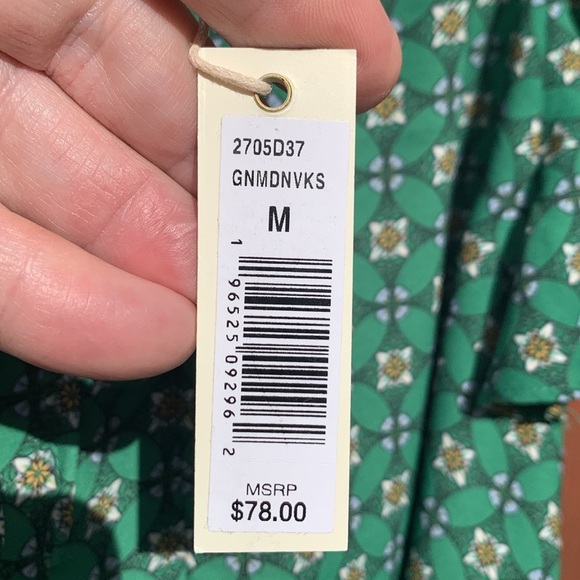 2705D37
GNMDNVKS
M
1 96525 09296 2
MSRP
$78.00